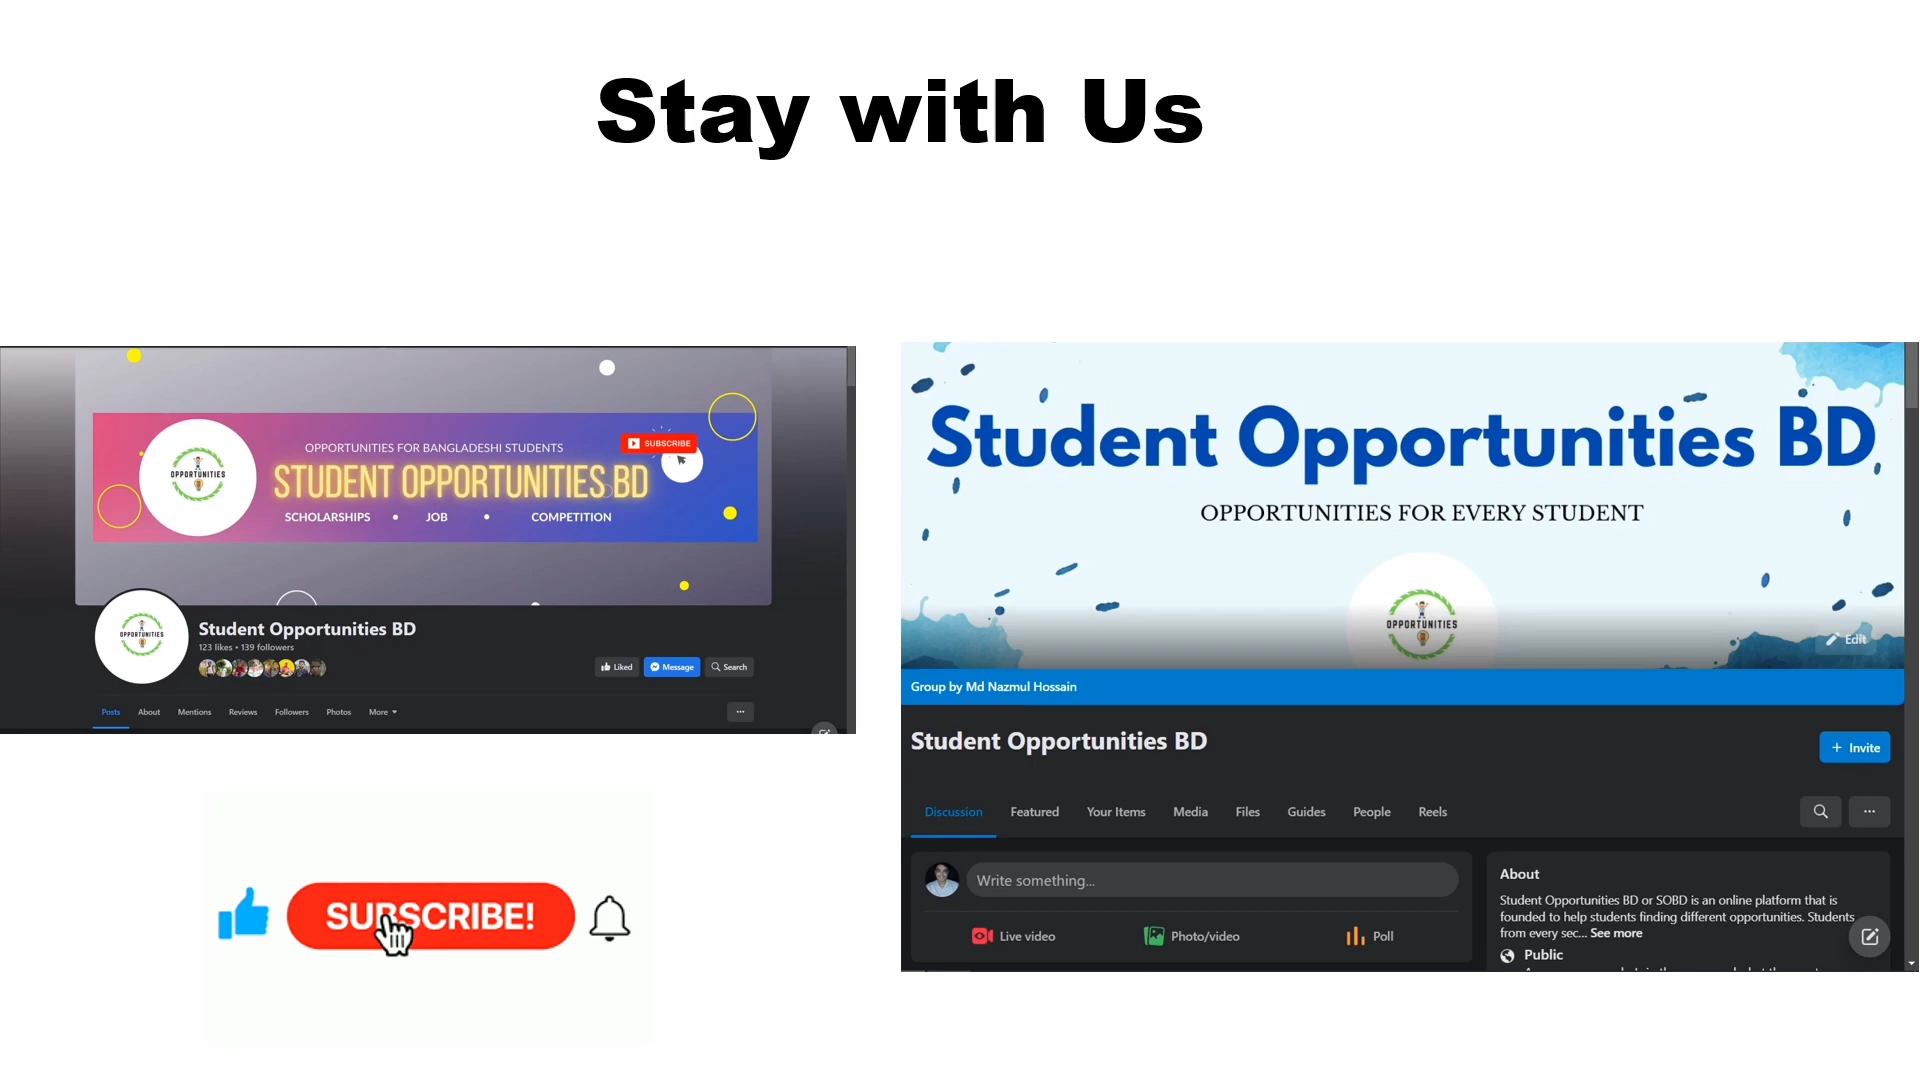 Stay with Us
OPPORTUNITIES FOR BANGLADESHI STUDENTS
SUBSCRIBE
OPPORTUNITIES
STUDENT OPPORTUNITIES BD
SCHOLARSHIPS • JOB • COMPETITION
OPPORTUNITIES
Student Opportunities BD
123 likes • 139 followers
Liked
Message
Search
Posts
About
Mentions
Reviews
Followers
Photos
More
...
SUBSCRIBE!
Student Opportunities BD
OPPORTUNITIES FOR EVERY STUDENT
OPPORTUNITIES
Edit
Group by Md Nazmul Hossain
Student Opportunities BD
+ Invite
Discussion
Featured
Your Items
Media
Files
Guides
People
Reels
...
Write something...
Live video
Photo/video
Poll
About
Student Opportunities BD or SOBD is an online platform that is
founded to help students finding different opportunities. Students
from every sec... See more
Public